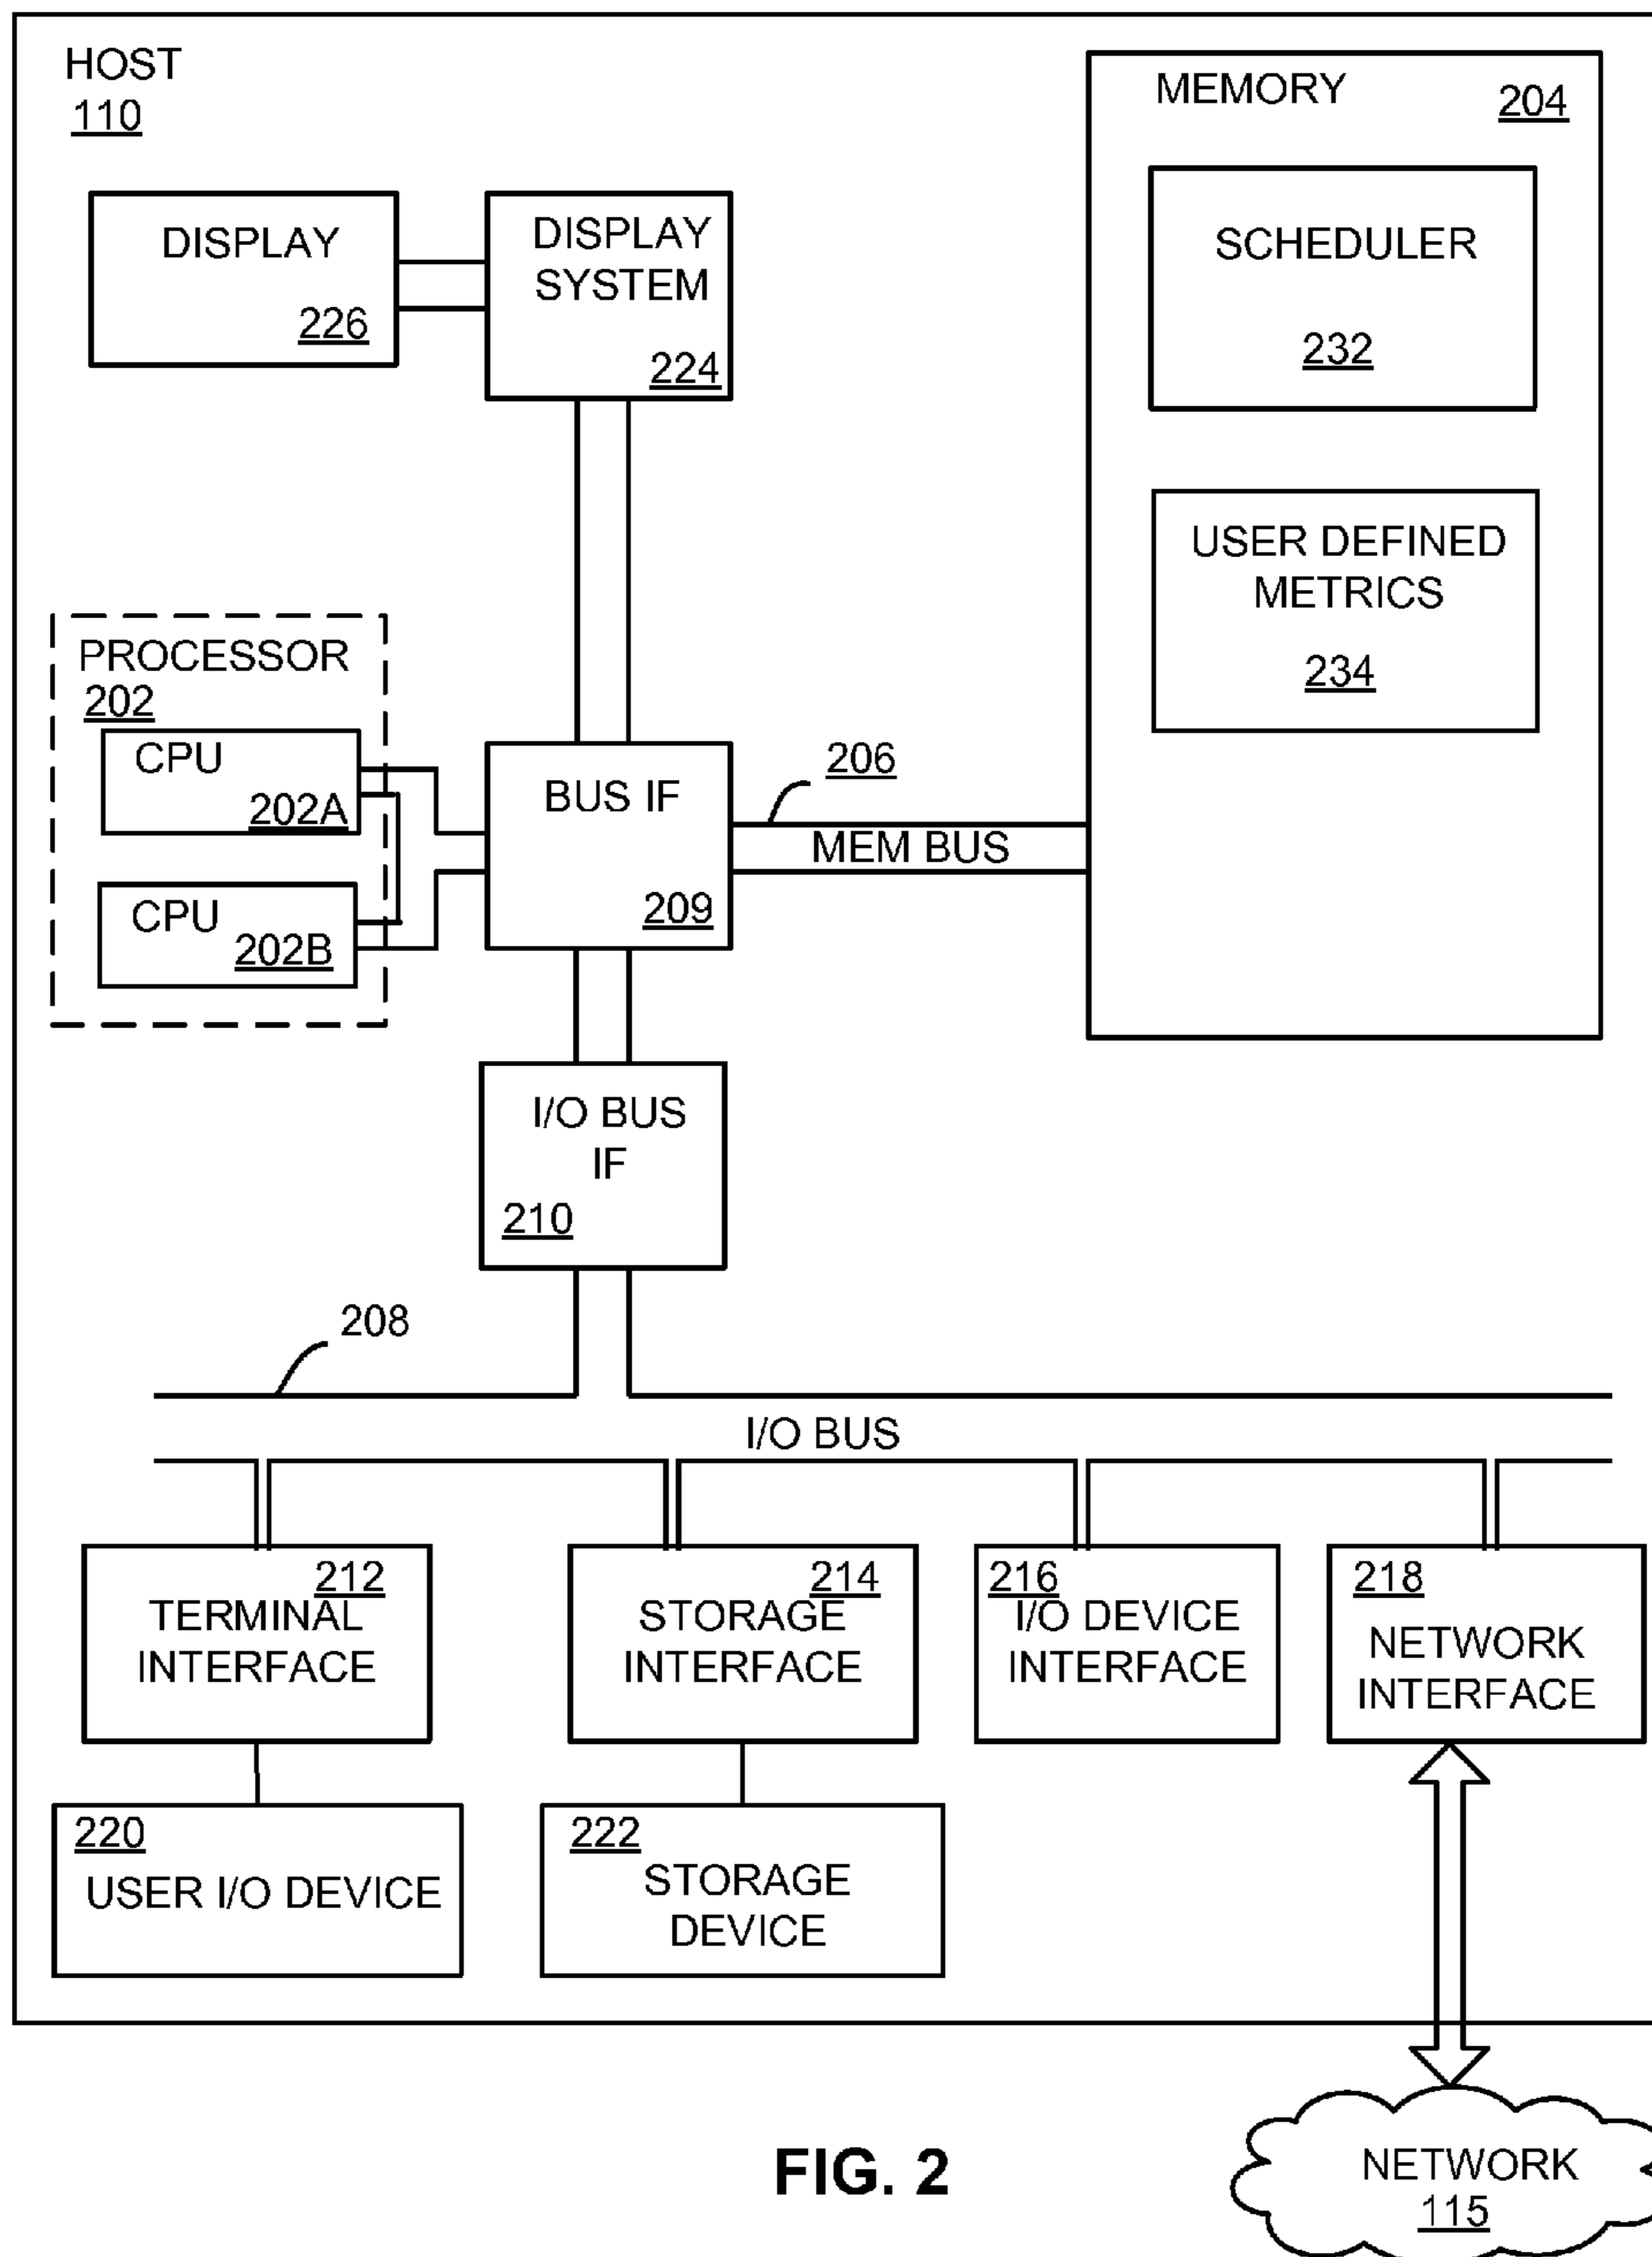 HOST
110
MEMORY
204
DISPLAY
226
DISPLAY
SYSTEM
224
SCHEDULER
232
USER DEFINED
METRICS
234
PROCESSOR
202
CPU
202A
CPU
202B
BUS IF
209
206
MEM BUS
I/O BUS
IF
210
208
I/O BUS
212
TERMINAL
INTERFACE
214
STORAGE
INTERFACE
216
I/O DEVICE
INTERFACE
218
NETWORK
INTERFACE
220
USER I/O DEVICE
222
STORAGE
DEVICE
FIG. 2
NETWORK
115